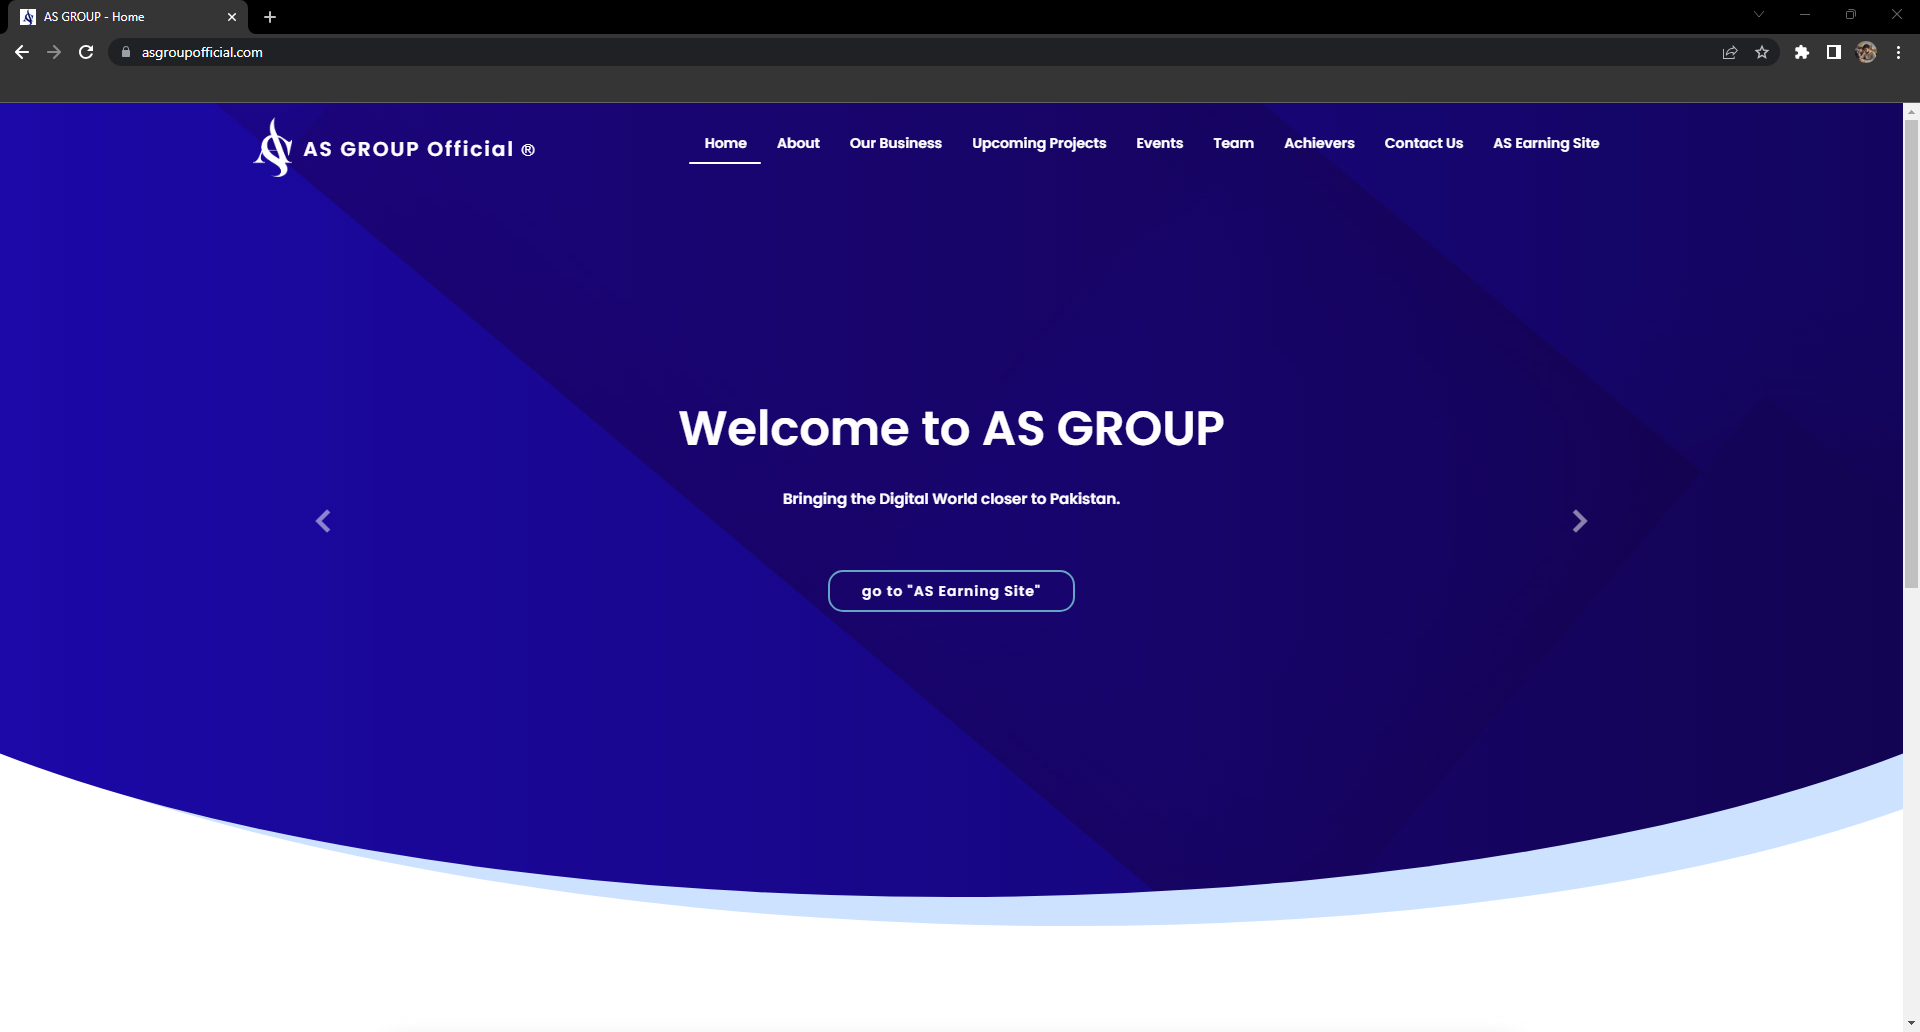 AS GROUP - Home
asgroupofficial.com
AS GROUP Official ®
Home About Our Business Upcoming Projects Events Team Achievers Contact Us AS Earning Site
Welcome to AS GROUP
Bringing the Digital World closer to Pakistan.
go to "AS Earning Site"